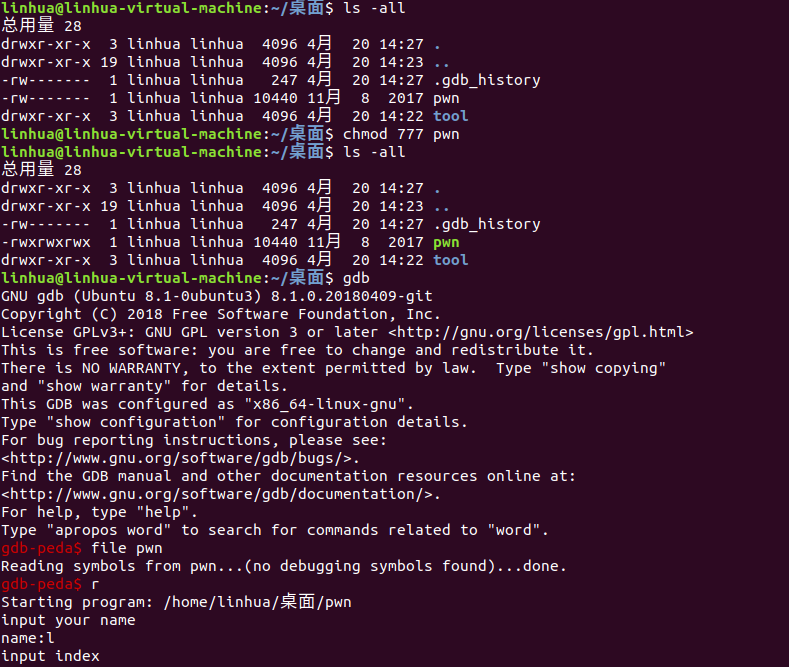 linhua@linhua-virtual-machine:~/桌面$ ls -all
总用量 28
drwxr-xr-x  3 linhua linhua  4096 4月  20 14:27 .
drwxr-xr-x 19 linhua linhua  4096 4月  20 14:23 ..
-rw-------  1 linhua linhua   247 4月  20 14:27 .gdb_history
-rw-------  1 linhua linhua 10440 11月  8  2017 pwn
drwxr-xr-x  3 linhua linhua  4096 4月  20 14:22 tool
linhua@linhua-virtual-machine:~/桌面$ chmod 777 pwn
linhua@linhua-virtual-machine:~/桌面$ ls -all
总用量 28
drwxr-xr-x  3 linhua linhua  4096 4月  20 14:27 .
drwxr-xr-x 19 linhua linhua  4096 4月  20 14:23 ..
-rw-------  1 linhua linhua   247 4月  20 14:27 .gdb_history
-rwxrwxrwx  1 linhua linhua 10440 11月  8  2017 pwn
drwxr-xr-x  3 linhua linhua  4096 4月  20 14:22 tool
linhua@linhua-virtual-machine:~/桌面$ gdb
GNU gdb (Ubuntu 8.1-0ubuntu3) 8.1.0.20180409-git
Copyright (C) 2018 Free Software Foundation, Inc.
License GPLv3+: GNU GPL version 3 or later <http://gnu.org/licenses/gpl.html>
This is free software: you are free to change and redistribute it.
There is NO WARRANTY, to the extent permitted by law.  Type "show copying"
and "show warranty" for details.
This GDB was configured as "x86_64-linux-gnu".
Type "show configuration" for configuration details.
For bug reporting instructions, please see:
<http://www.gnu.org/software/gdb/bugs/>.
Find the GDB manual and other documentation resources online at:
<http://www.gnu.org/software/gdb/documentation/>.
For help, type "help".
Type "apropos word" to search for commands related to "word".
gdb-peda$ file pwn
Reading symbols from pwn...(no debugging symbols found)...done.
gdb-peda$ r
Starting program: /home/linhua/桌面/pwn
input your name
name:l
input index